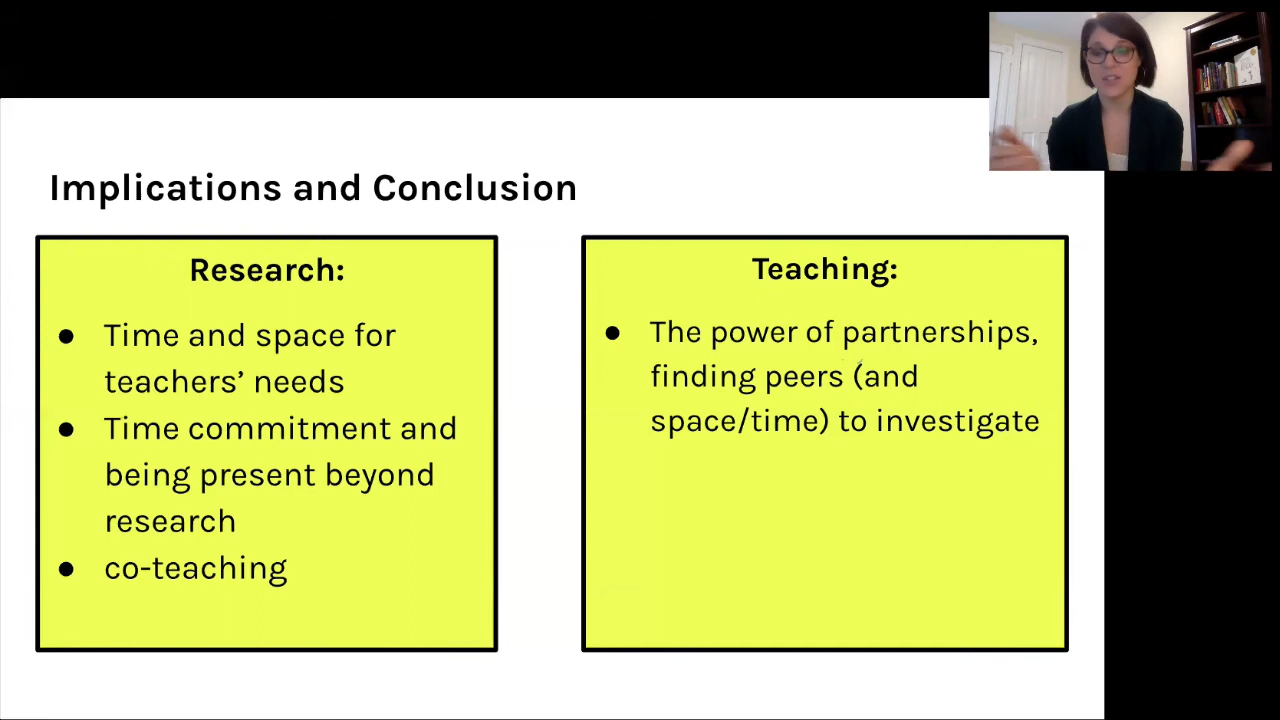 Implications and Conclusion
Research:
● Time and space for
teachers’ needs
● Time commitment and
being present beyond
research
● co-teaching
Teaching:
● The power of partnerships,
finding peers (and
space/time) to investigate